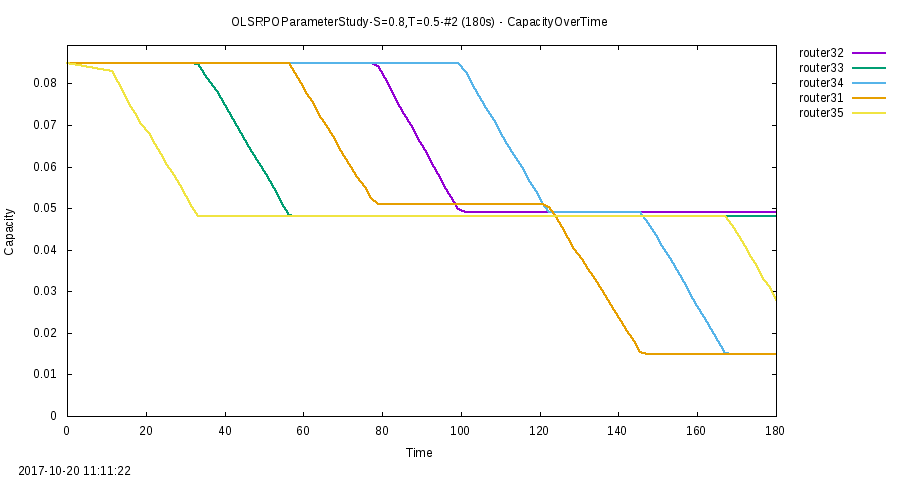 OLSRPOParameterStudy-S=0.8,T=0.5-#2 (180s) - CapacityOverTime
router32
router33
router34
router31
router35
0.08
0.07
0.06
0.05
0.04
0.03
0.02
0.01
0
Capacity
0 20 40 60 80 100 120 140 160 180
Time
2017-10-20 11:11:22